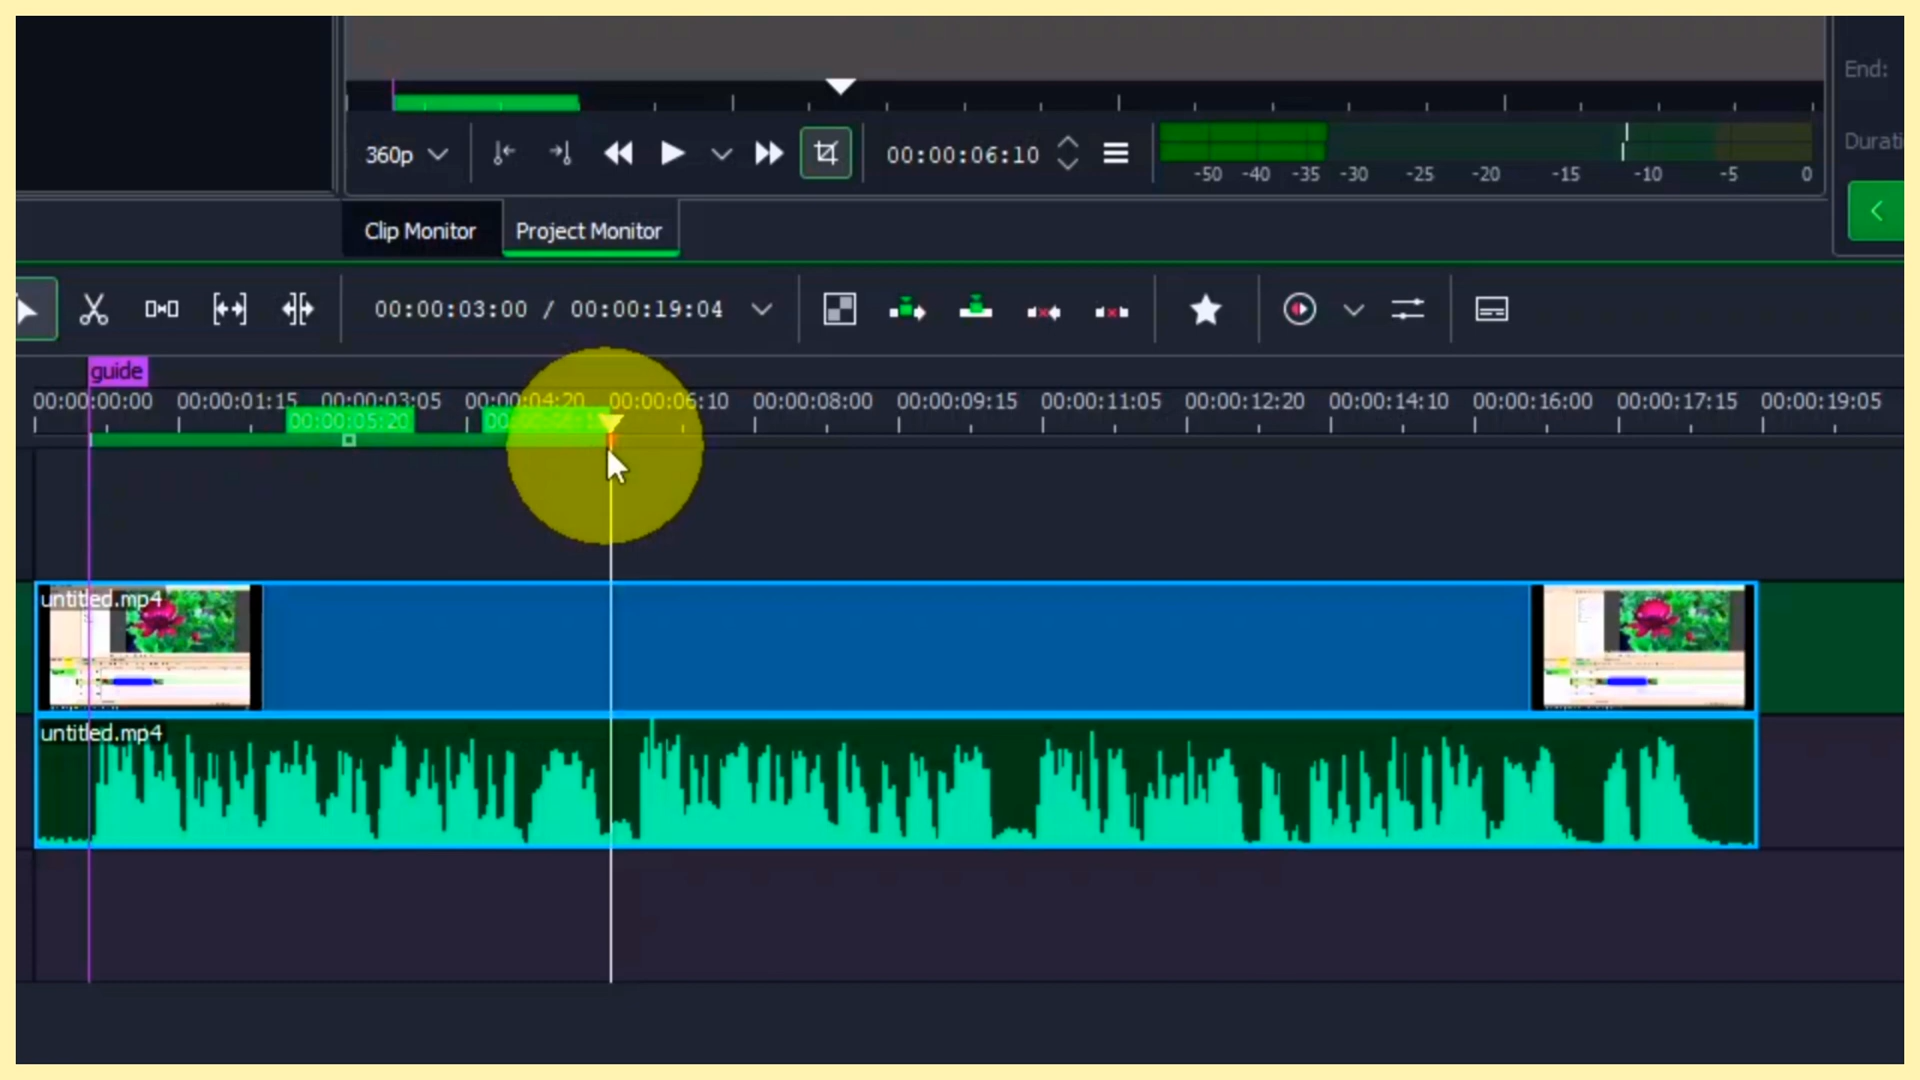 End:
360p
00:00:06:10
Durati
-50 -40 -35 -30 -25 -20 -15 -10 -5 0
Clip Monitor Project Monitor
00:00:03:00 / 00:00:19:04
guide
00:00:00:00 00:00:01:15 00:00:03:05 00:00:04:20 00:00:06:10 00:00:08:00 00:00:09:15 00:00:11:05 00:00:12:20 00:00:14:10 00:00:16:00 00:00:17:15 00:00:19:05
00:00:05:20
untitled.mp4
untitled.mp4